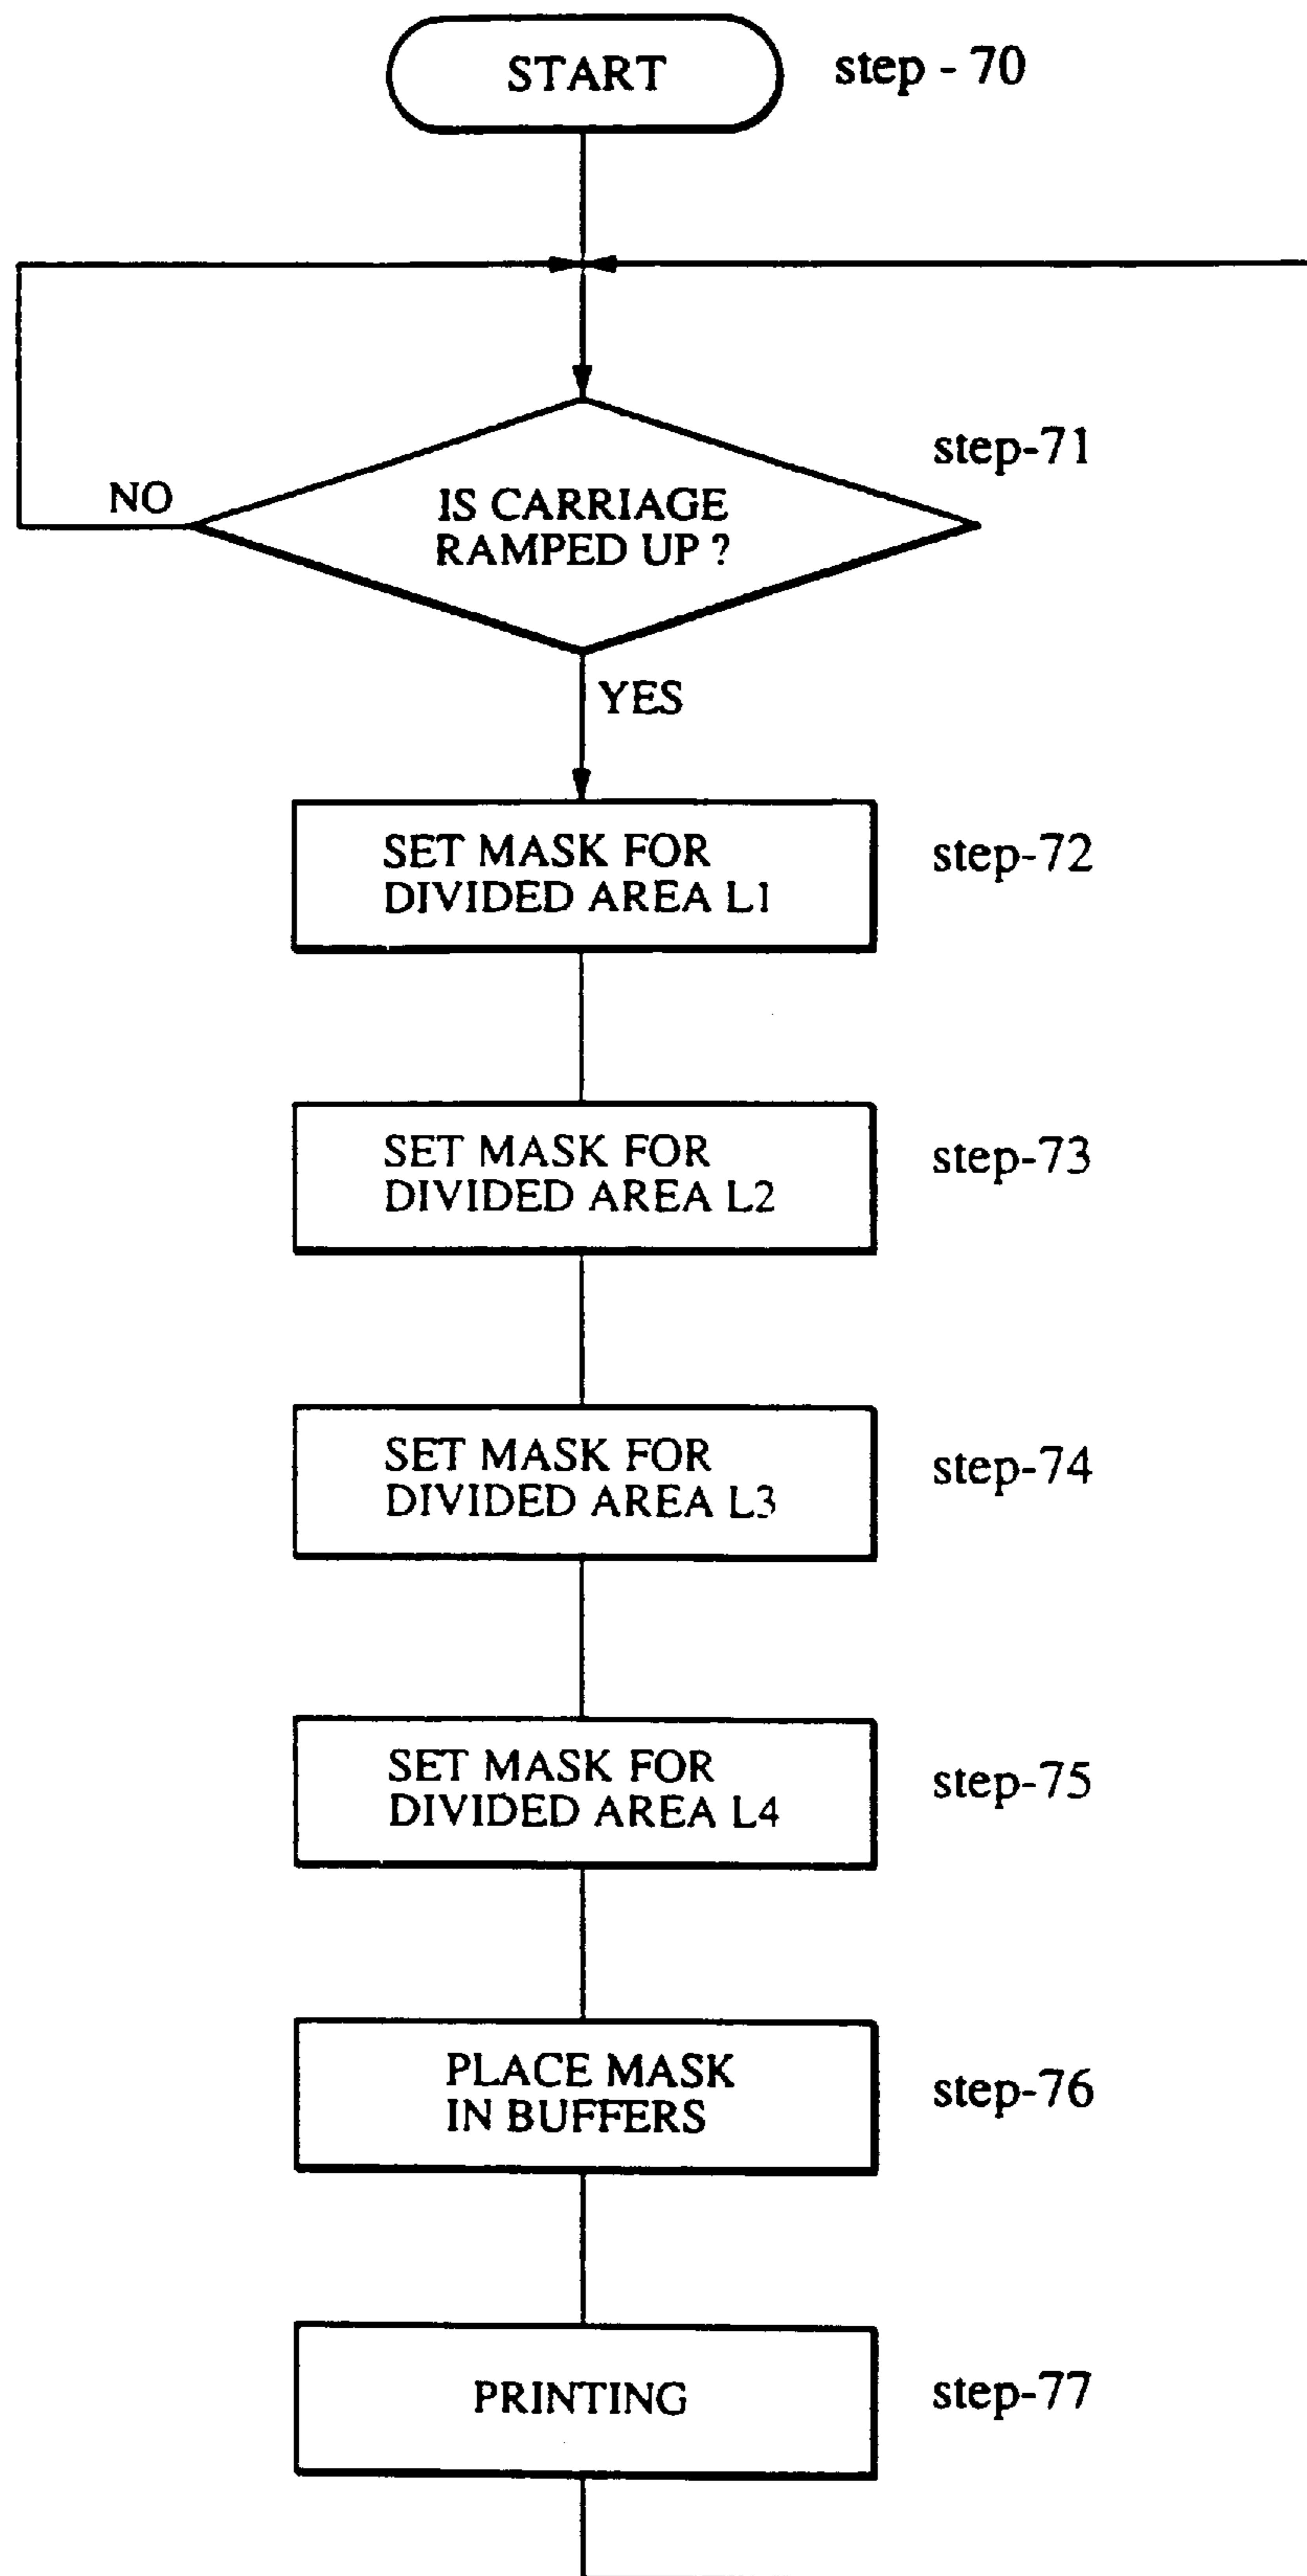 START
step - 70
step-71
NO
IS CARRIAGE
RAMPED UP ?
YES
SET MASK FOR
DIVIDED AREA L1
step-72
SET MASK FOR
DIVIDED AREA L2
step-73
SET MASK FOR
DIVIDED AREA L3
step-74
SET MASK FOR
DIVIDED AREA L4
step-75
PLACE MASK
IN BUFFERS
step-76
PRINTING
step-77